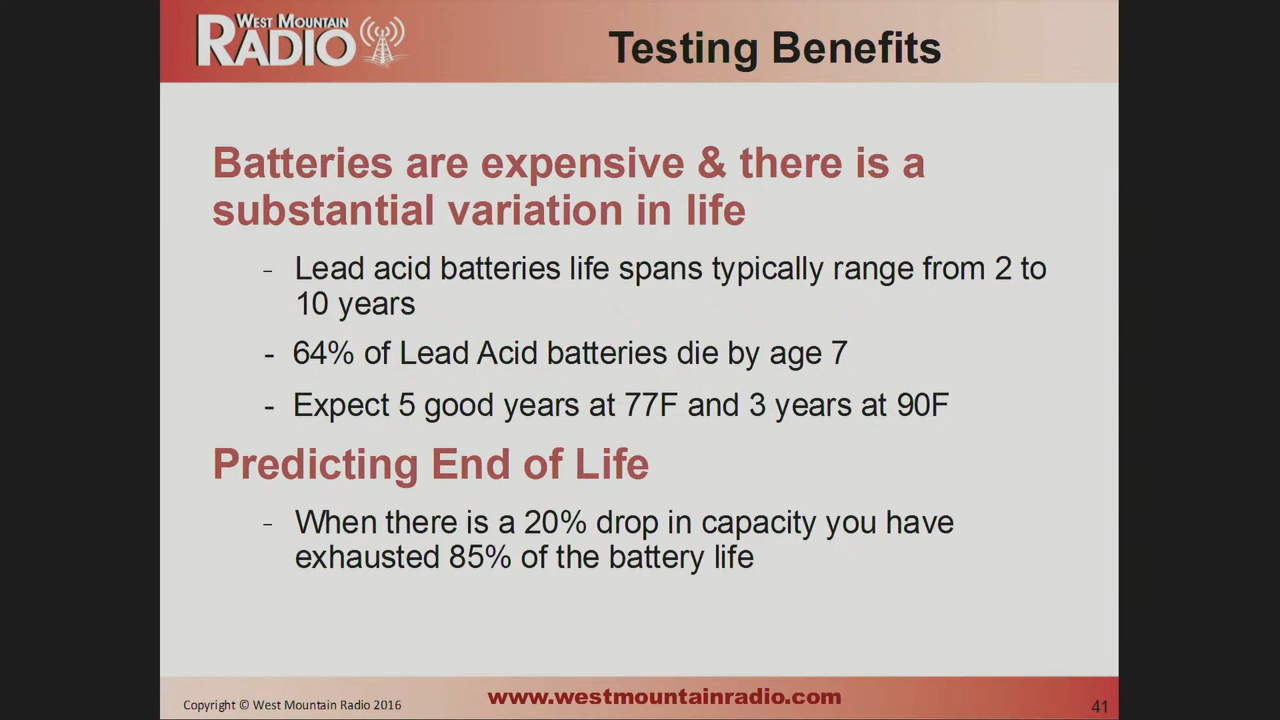 WEST MOUNTAIN
RADIO
Testing Benefits
Batteries are expensive & there is a
substantial variation in life
- Lead acid batteries life spans typically range from 2 to
10 years
- 64% of Lead Acid batteries die by age 7
- Expect 5 good years at 77F and 3 years at 90F
Predicting End of Life
- When there is a 20% drop in capacity you have
exhausted 85% of the battery life
Copyright © West Mountain Radio 2016
www.westmountainradio.com
41